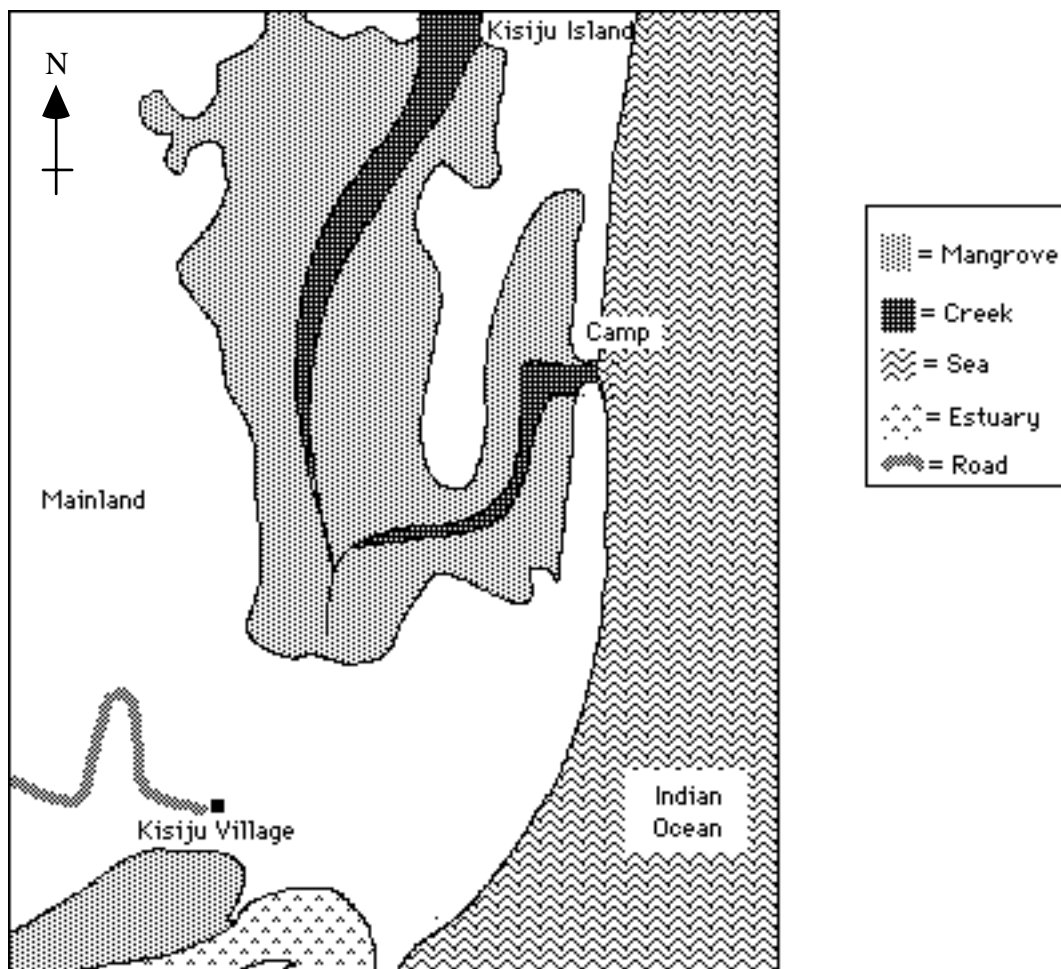 Kisiju Island
N
Camp
Mainland
Indian
Ocean
Kisiju Village
= Mangrove
= Creek
= Sea
= Estuary
= Road